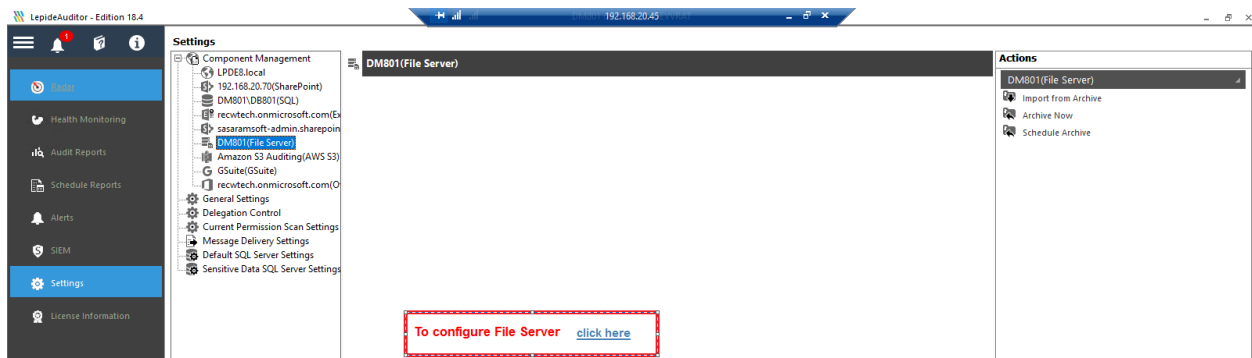 LepideAuditor - Edition 18.4
192.168.20.45
1
Settings
Component Management
LPDE8.local
192.168.20.70(SharePoint)
DM801\DB801(SQL)
recwtech.onmicrosoft.com(Ex
sasaramsoft-admin.sharepoin
DM801(File Server)
Amazon S3 Auditing(AWS S3)
GSuite(GSuite)
recwtech.onmicrosoft.com(O
General Settings
Delegation Control
Current Permission Scan Settings
Message Delivery Settings
Default SQL Server Settings
Sensitive Data SQL Server Settings
Radar
Health Monitoring
Audit Reports
Schedule Reports
Alerts
SIEM
Settings
License Information
DM801(File Server)
To configure File Server click here
Actions
DM801(File Server)
Import from Archive
Archive Now
Schedule Archive